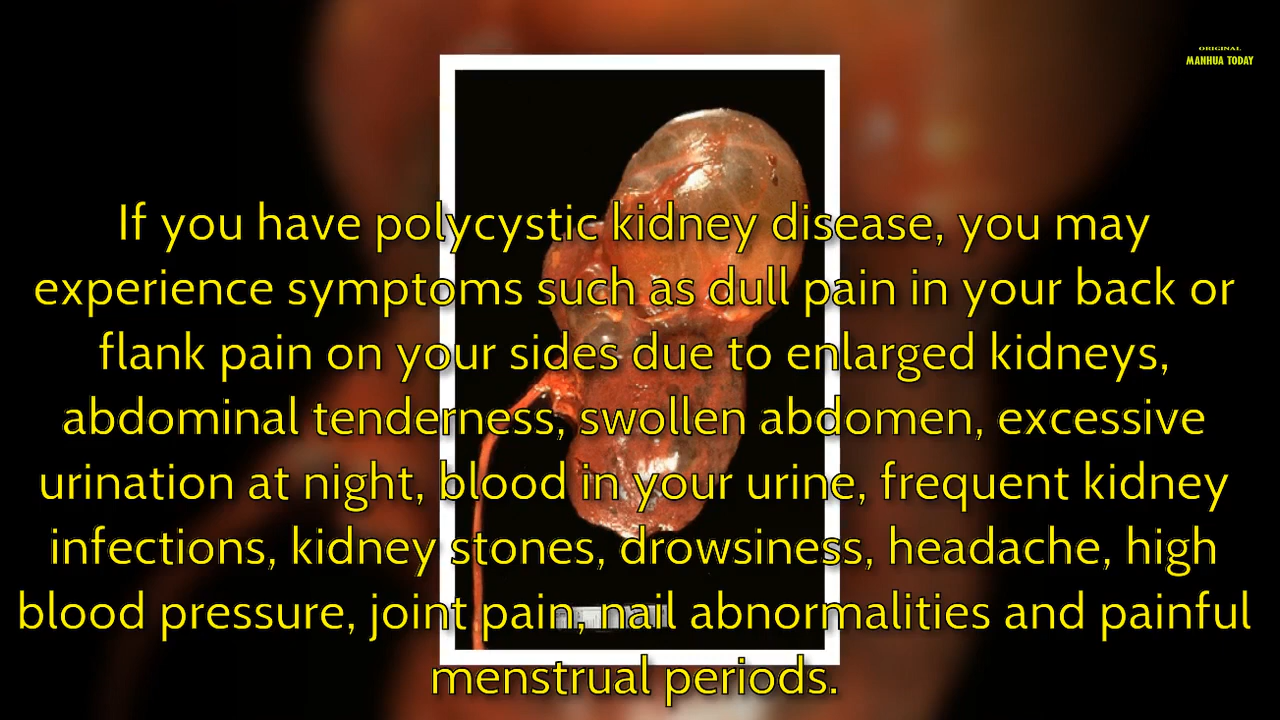 ORIGINAL
MANHUA TODAY
If you have polycystic kidney disease, you may
experience symptoms such as dull pain in your back or
flank pain on your sides due to enlarged kidneys,
abdominal tenderness, swollen abdomen, excessive
urination at night, blood in your urine, frequent kidney
infections, kidney stones, drowsiness, headache, high
blood pressure, joint pain, nail abnormalities and painful
menstrual periods.